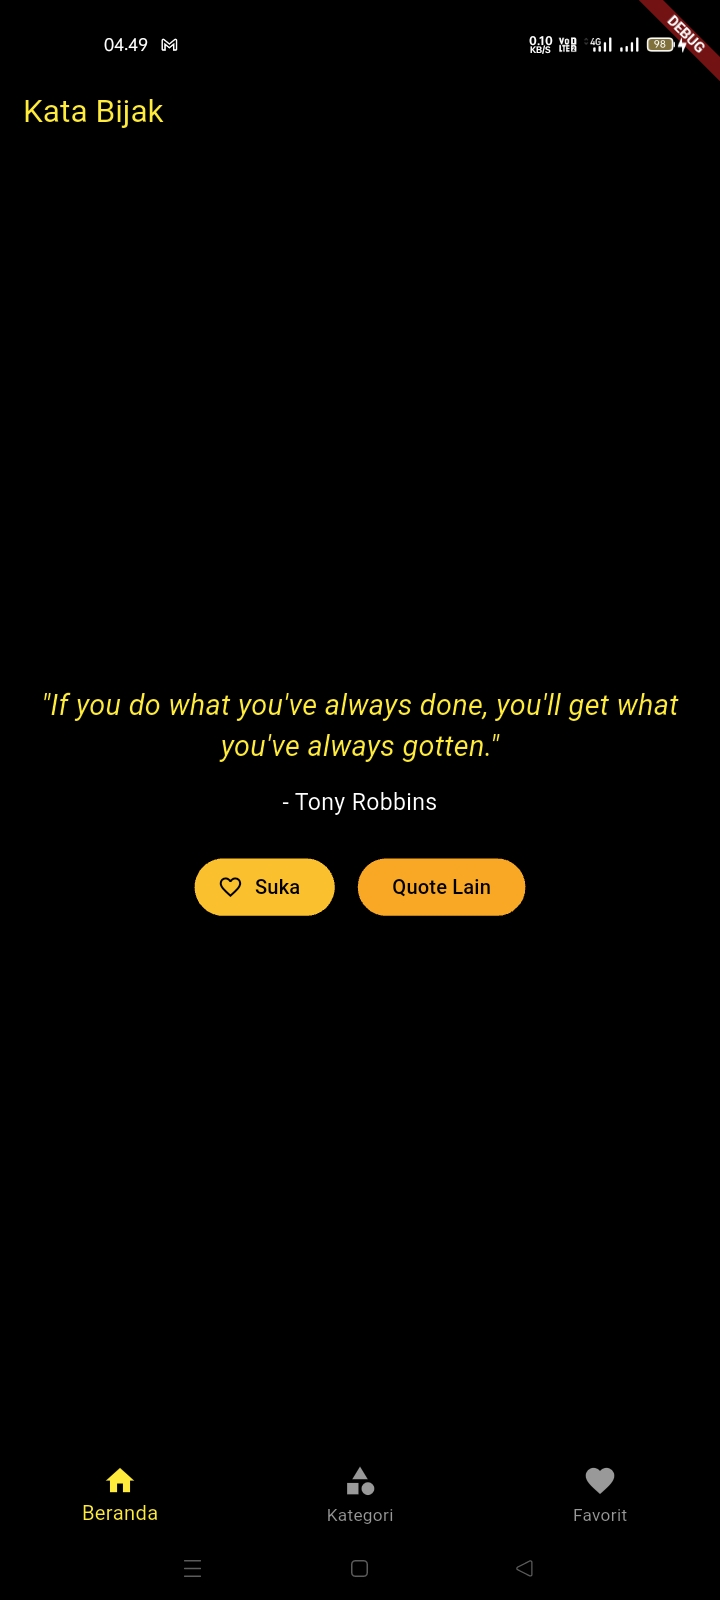 04.49
0.10
KB/S
Vo D
LTE 2
4G
98
DEBUG
Kata Bijak
"If you do what you've always done, you'll get what
you've always gotten."
- Tony Robbins
Suka
Quote Lain
Beranda
Kategori
Favorit